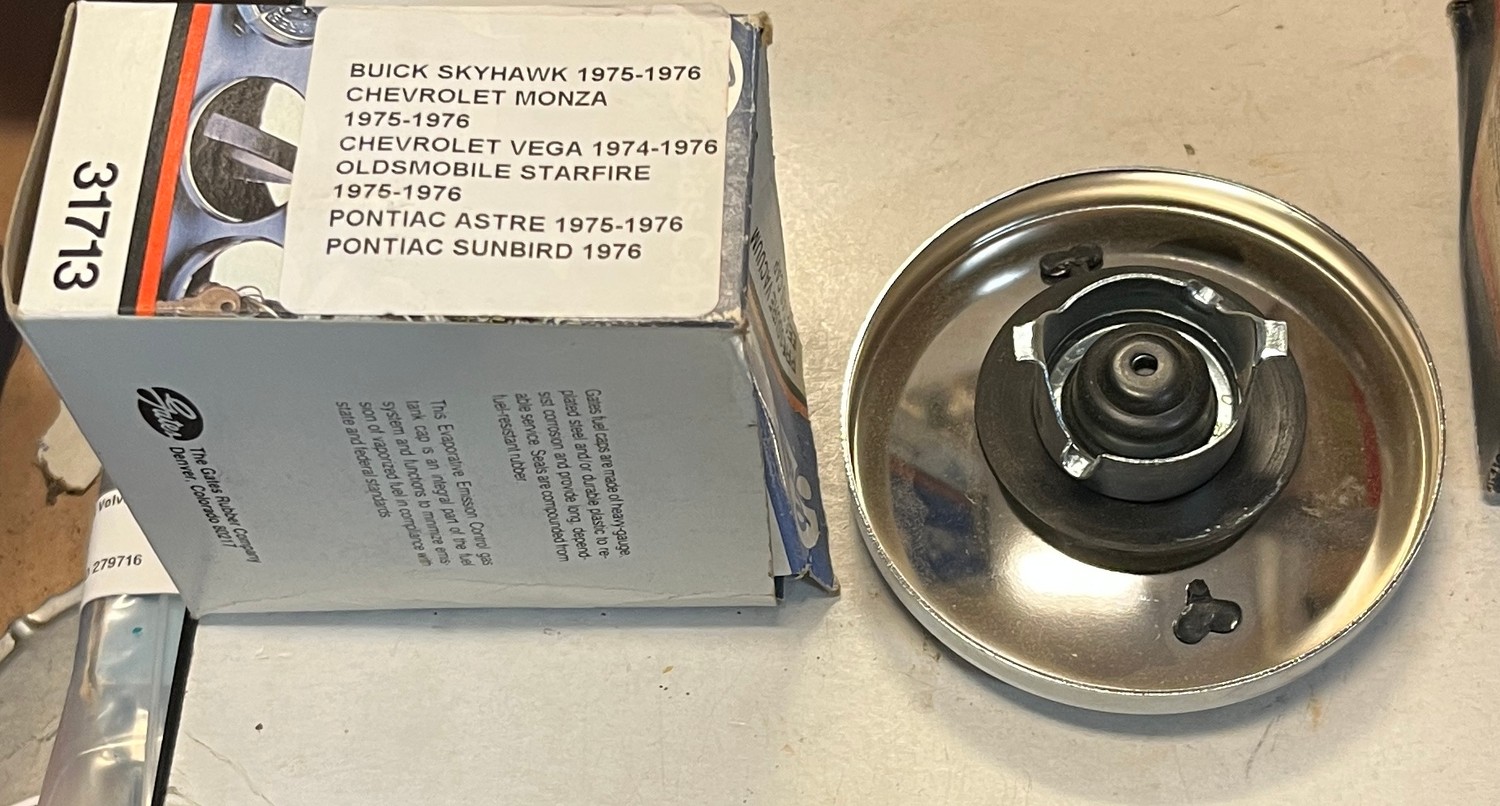 BUICK SKYHAWK 1975-1976
CHEVROLET MONZA
1975-1976
CHEVROLET VEGA 1974-1976
OLDSMOBILE STARFIRE
1975-1976
PONTIAC ASTRE 1975-1976
PONTIAC SUNBIRD 1976
31713
Gates fuel caps are made of heavy-gauge,
plated steel and/or durable plastic to re-
sist corrosion and provide long, depend-
able service. Seals are compounded from
fuel-resistant rubber.
This Evaporative Emission Control gas
tank cap is an integral part of the fuel
system and functions to minimize emis-
sion of vaporized fuel in compliance with
state and federal standards.
Gates
The Gates Rubber Company
Denver, Colorado 80217
Valv
279716